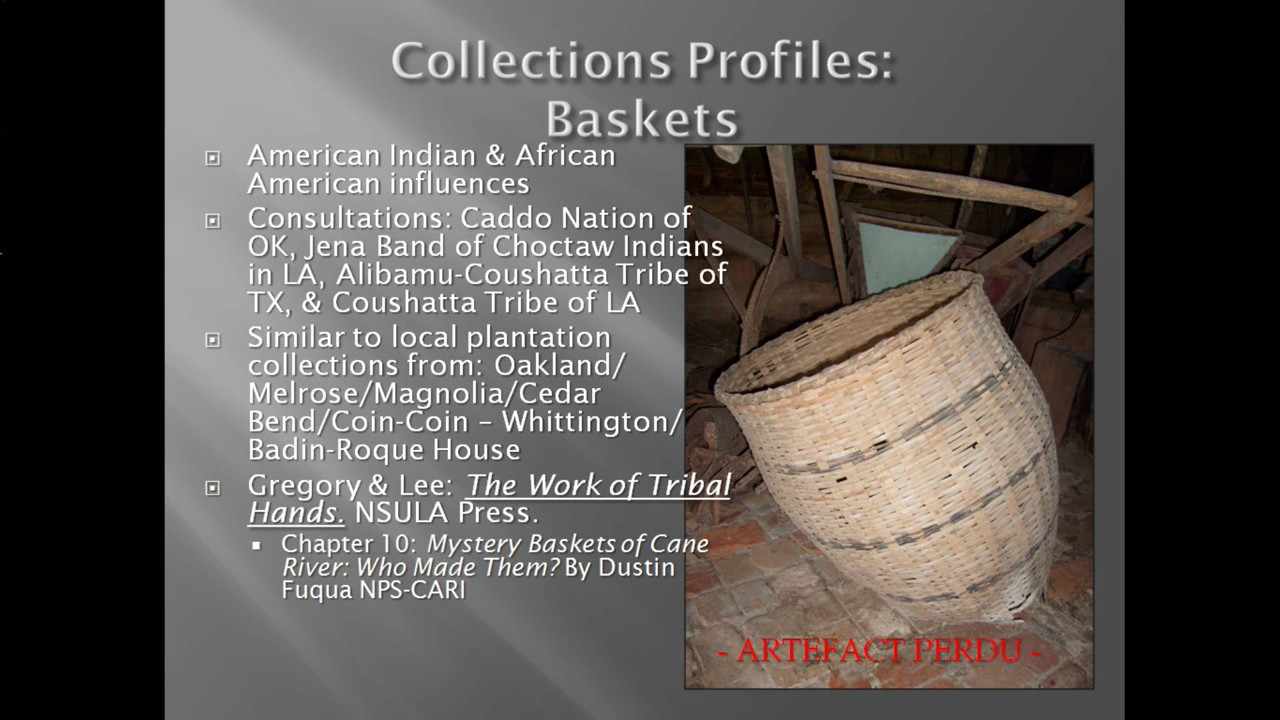 Collections Profiles:
Baskets
American Indian & African
American influences
Consultations: Caddo Nation of
OK, Jena Band of Choctaw Indians
in LA, Alibamu-Coushatta Tribe of
TX, & Coushatta Tribe of LA
Similar to local plantation
collections from: Oakland/
Melrose/Magnolia/Cedar
Bend/Coin-Coin – Whittington/
Badin-Roque House
Gregory & Lee: The Work of Tribal
Hands. NSULA Press.
Chapter 10: Mystery Baskets of Cane
River: Who Made Them? By Dustin
Fuqua NPS-CARI
- ARTEFACT PERDU -